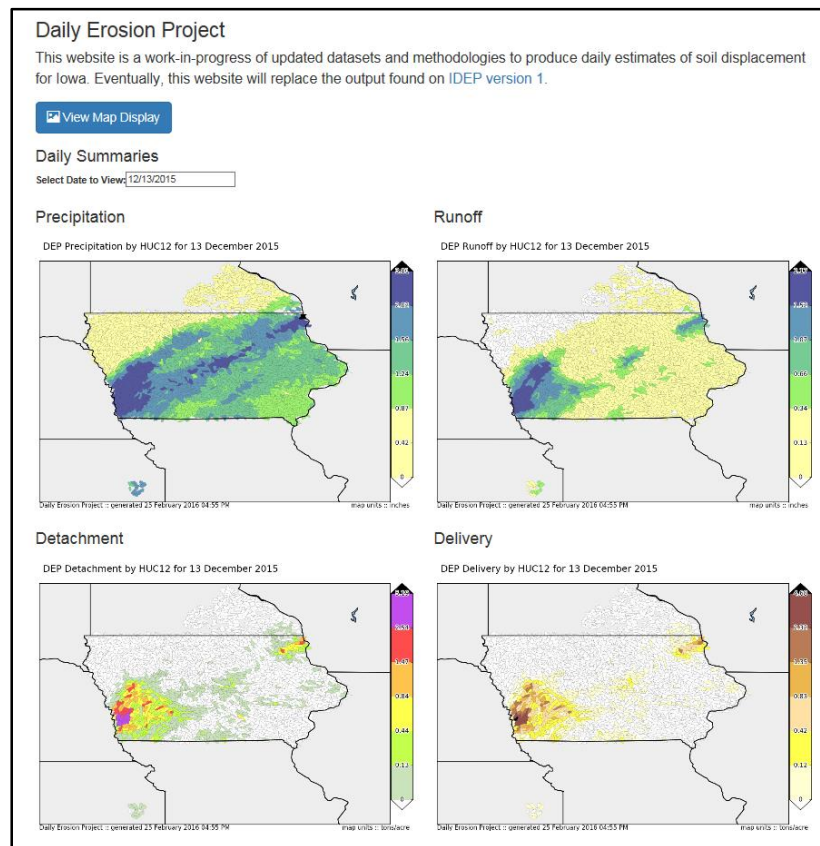 Daily Erosion Project
This website is a work-in-progress of updated datasets and methodologies to produce daily estimates of soil displacement
for Iowa. Eventually, this website will replace the output found on IDEP version 1.
View Map Display
Daily Summaries
Select Date to View: 12/13/2015
Precipitation
DEP Precipitation by HUC12 for 13 December 2015
1.24
0.87
0.42
0
Daily Erosion Project :: generated 25 February 2016 04:55 PM
map units :: inches
Runoff
DEP Runoff by HUC12 for 13 December 2015
0.66
0.34
0.13
0
Daily Erosion Project :: generated 25 February 2016 04:55 PM
map units :: inches
Detachment
DEP Detachment by HUC12 for 13 December 2015
0.84
0.44
0.13
0
Daily Erosion Project :: generated 25 February 2016 04:55 PM
map units :: tons/acre
Delivery
DEP Delivery by HUC12 for 13 December 2015
0.83
0.42
0.12
0
Daily Erosion Project :: generated 25 February 2016 04:55 PM
map units :: tons/acre